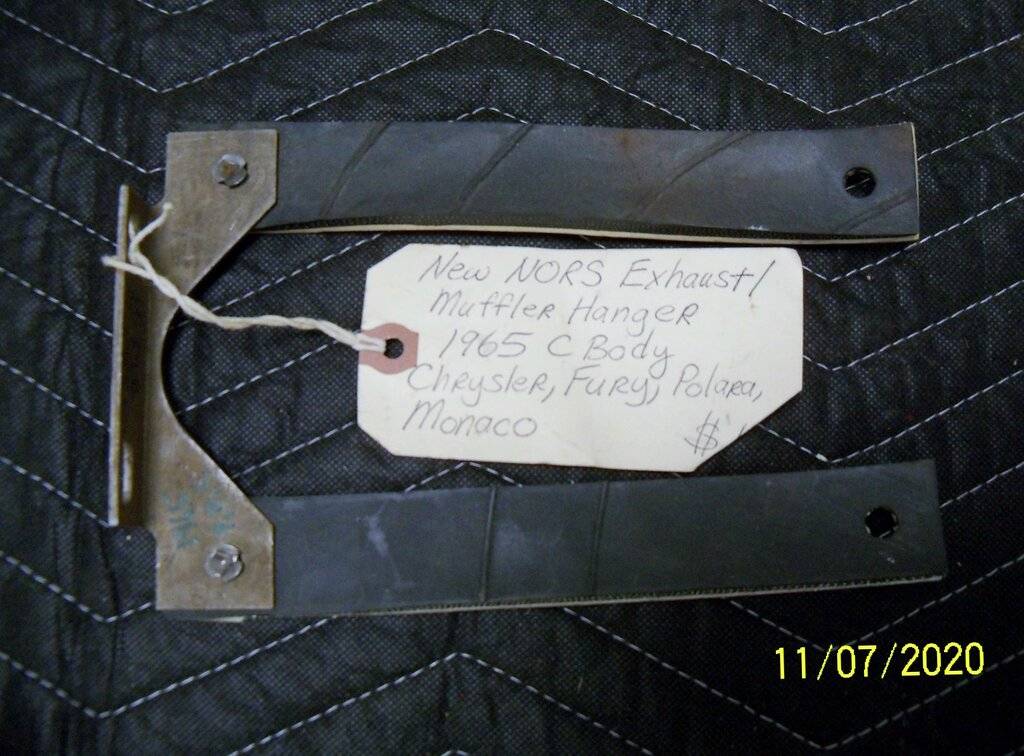 New NORS Exhaust/
Muffler Hanger
1965 C Body
Chrysler, Fury, Polara,
Monaco
$
11/07/2020